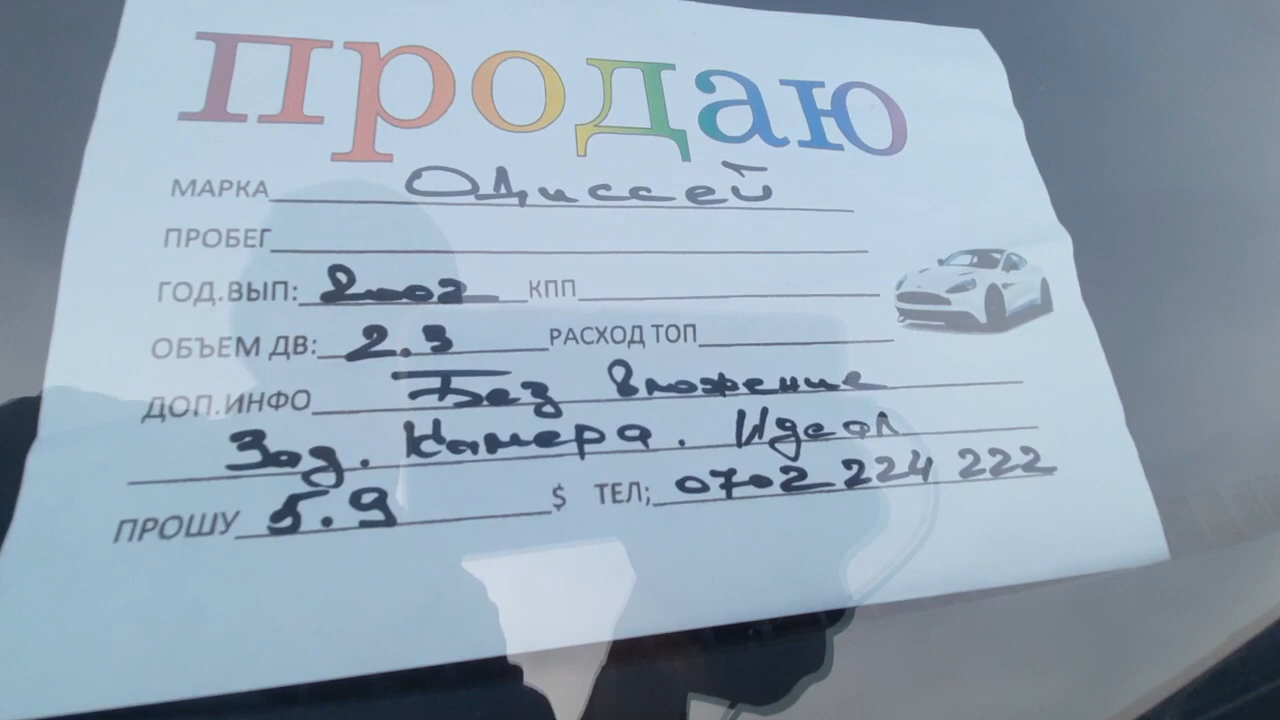 продаю
МАРКА Одиссей
ПРОБЕГ
ГОД.ВЫП: 2002 КПП
ОБЪЕМ ДВ: 2.3 РАСХОД ТОП
ДОП.ИНФО Без вложение
Зад. Камера. Идеал
ПРОШУ 5.9 $ ТЕЛ; 0702 224 222